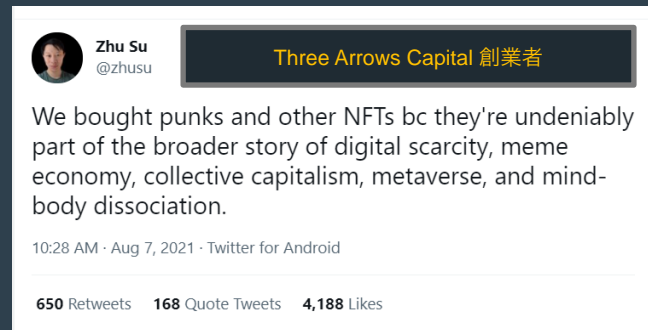 Zhu Su
@zhusu
Three Arrows Capital 創業者
We bought punks and other NFTs bc they're undeniably
part of the broader story of digital scarcity, meme
economy, collective capitalism, metaverse, and mind-
body dissociation.
10:28 AM · Aug 7, 2021 · Twitter for Android
650 Retweets 168 Quote Tweets 4,188 Likes